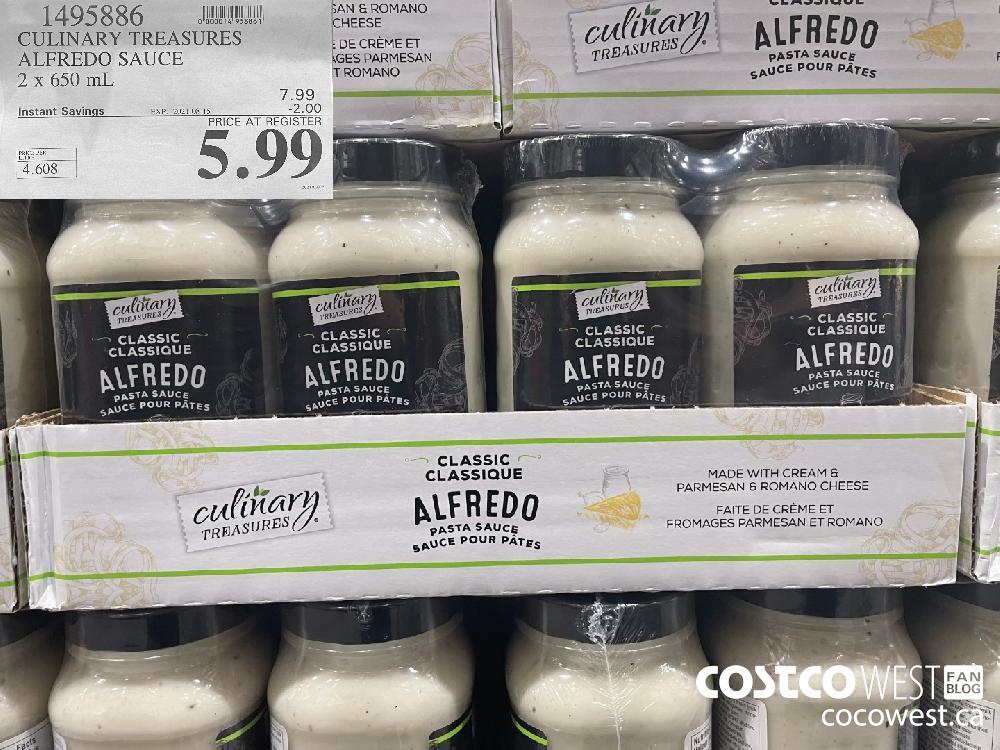 1495886
CULINARY TREASURES
ALFREDO SAUCE
2 x 650 mL
7.99
Instant Savings
-2.00
PRICE AT REGISTER
5.99
4.608
SAN & ROMANO
CHEESE
DE CRÈME ET
AGES PARMESAN
T ROMANO
culinary
TREASURES
CLASSIQUE
ALFREDO
PASTA SAUCE
SAUCE POUR PÂTES
culinary
TREASURES
CLASSIC
CLASSIQUE
ALFREDO
PASTA SAUCE
SAUCE POUR PÂTES
culinary
TREASURES
CLASSIC
CLASSIQUE
ALFREDO
PASTA SAUCE
SAUCE POUR PÂTES
culinary
TREASURES
CLASSIC
CLASSIQUE
ALFREDO
PASTA SAUCE
SAUCE POUR PÂTES
culinary
TREASURES
CLASSIC
CLASSIQUE
ALFREDO
PASTA SAUCE
SAUCE POUR PÂTES
culinary
TREASURES
CLASSIC
CLASSIQUE
ALFREDO
PASTA SAUCE
SAUCE POUR PÂTES
MADE WITH CREAM &
PARMESAN & ROMANO CHEESE
FAITE DE CRÈME ET
FROMAGES PARMESAN ET ROMANO
COSTCO WEST FAN BLOG
cocowest.ca